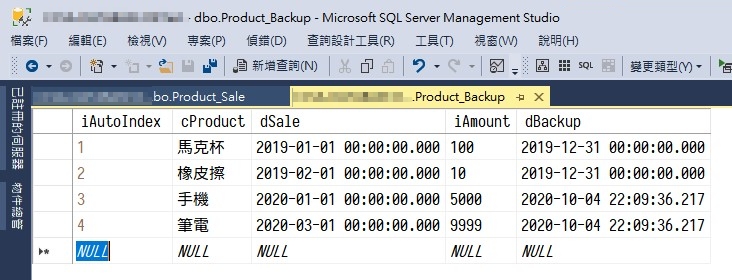 - dbo.Product_Backup - Microsoft SQL Server Management Studio
檔案(F) 編輯(E) 檢視(V) 專案(P) 偵錯(D) 查詢設計工具(R) 工具(T) 視窗(W) 說明(H)
新增查詢(N) SQL 變更類型(Y)
bo.Product_Sale .Product_Backup
已註冊的伺服器
物件總管
iAutoIndex cProduct dSale iAmount dBackup
1 馬克杯 2019-01-01 00:00:00.000 100 2019-12-31 00:00:00.000
2 橡皮擦 2019-02-01 00:00:00.000 10 2019-12-31 00:00:00.000
3 手機 2020-01-01 00:00:00.000 5000 2020-10-04 22:09:36.217
4 筆電 2020-03-01 00:00:00.000 9999 2020-10-04 22:09:36.217
NULL NULL NULL NULL NULL